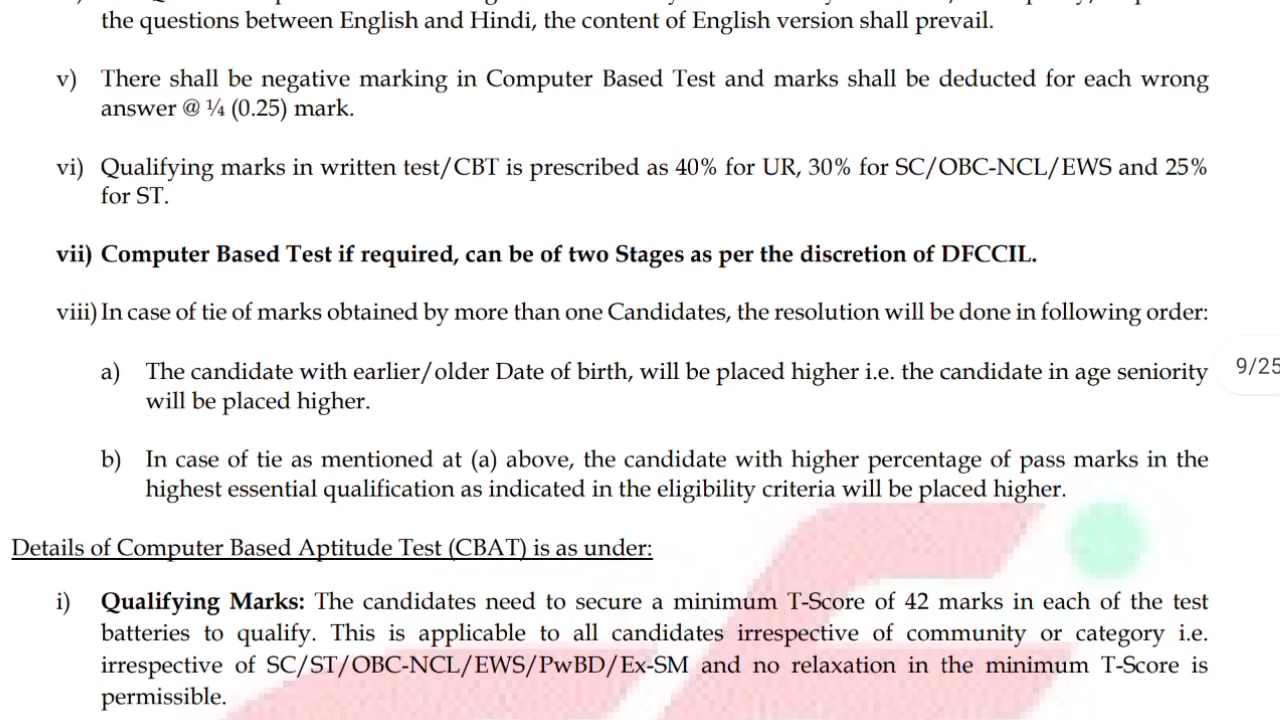 the questions between English and Hindi, the content of English version shall prevail.
v) There shall be negative marking in Computer Based Test and marks shall be deducted for each wrong
answer @ ¼ (0.25) mark.
vi) Qualifying marks in written test/CBT is prescribed as 40% for UR, 30% for SC/OBC-NCL/EWS and 25%
for ST.
vii) Computer Based Test if required, can be of two Stages as per the discretion of DFCCIL.
viii) In case of tie of marks obtained by more than one Candidates, the resolution will be done in following order:
a) The candidate with earlier/older Date of birth, will be placed higher i.e. the candidate in age seniority
will be placed higher.
9/25
b) In case of tie as mentioned at (a) above, the candidate with higher percentage of pass marks in the
highest essential qualification as indicated in the eligibility criteria will be placed higher.
Details of Computer Based Aptitude Test (CBAT) is as under:
i) Qualifying Marks: The candidates need to secure a minimum T-Score of 42 marks in each of the test
batteries to qualify. This is applicable to all candidates irrespective of community or category i.e.
irrespective of SC/ST/OBC-NCL/EWS/PwBD/Ex-SM and no relaxation in the minimum T-Score is
permissible.